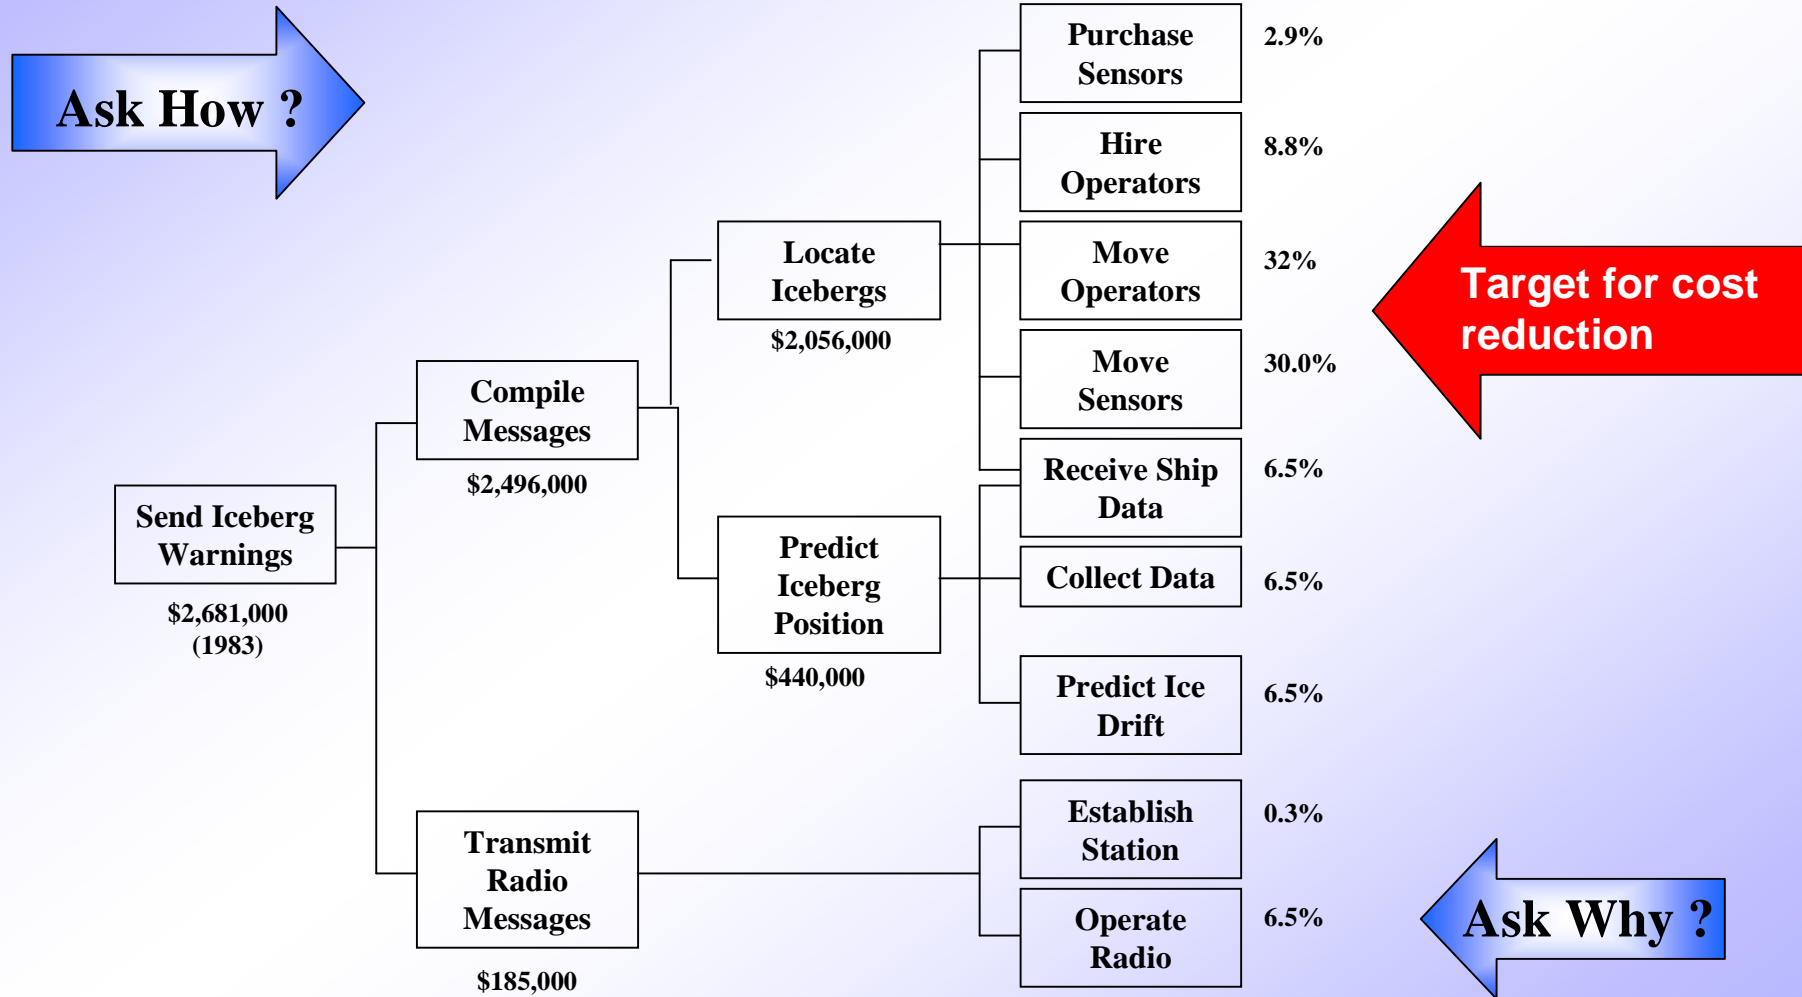 Ask How ?
Purchase
Sensors
2.9%
Hire
Operators
8.8%
Move
Operators
32%
Move
Sensors
30.0%
Target for cost
reduction
Locate
Icebergs
$2,056,000
Compile
Messages
$2,496,000
Receive Ship
Data
6.5%
Send Iceberg
Warnings
$2,681,000
(1983)
Predict
Iceberg
Position
$440,000
Collect Data
6.5%
Predict Ice
Drift
6.5%
Transmit
Radio
Messages
$185,000
Establish
Station
0.3%
Operate
Radio
6.5%
Ask Why ?